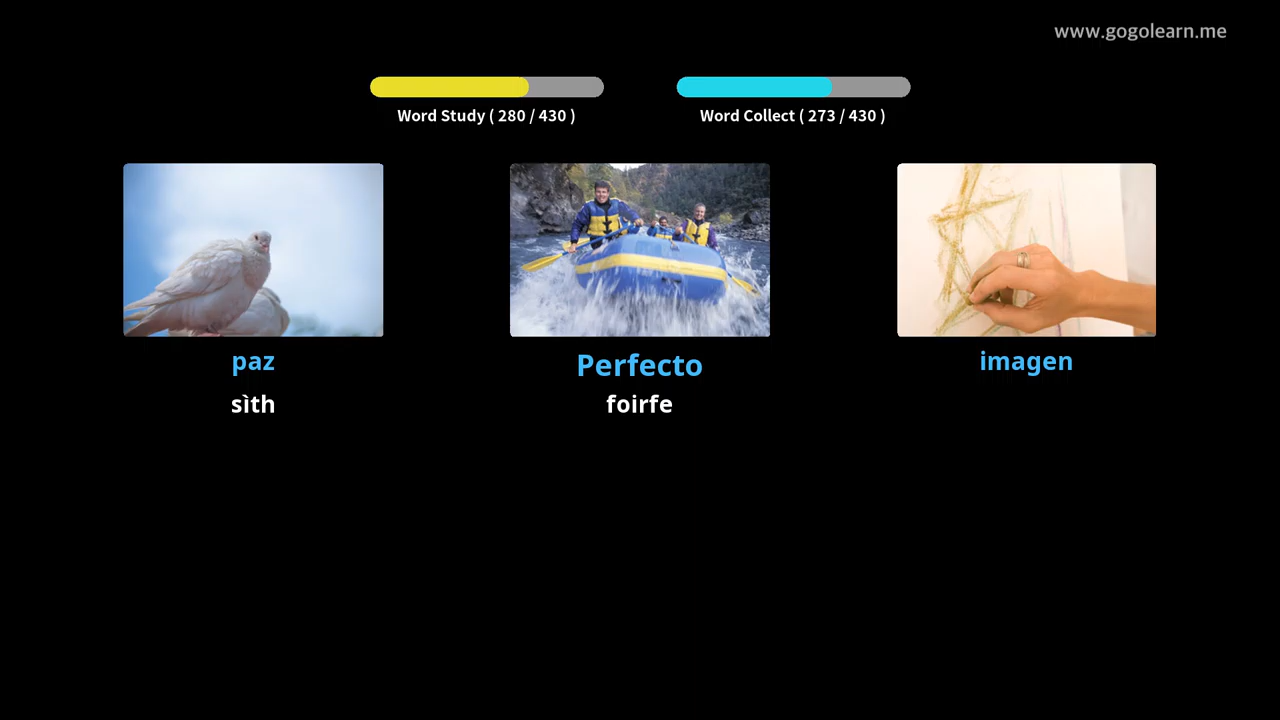 www.gogolearn.me
Word Study ( 280 / 430 )
Word Collect ( 273 / 430 )
paz
Perfecto
imagen
sìth
foirfe